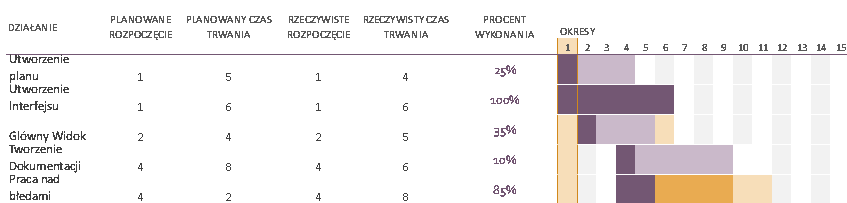 DZIAŁANIE PLANOWANE ROZPOCZĘCIE PLANOWANY CZAS TRWANIA RZECZYWISTE ROZPOCZĘCIE RZECZYWISTY CZAS TRWANIA PROCENT WYKONANIA OKRESY
1 2 3 4 5 6 7 8 9 10 11 12 13 14 15
Utworzenie
planu 1 5 1 4 25%
Utworzenie
Interfejsu 1 6 1 6 100%
Główny Widok 2 4 2 5 35%
Tworzenie
Dokumentacji 4 8 4 6 10%
Praca nad
błedami 4 2 4 8 85%